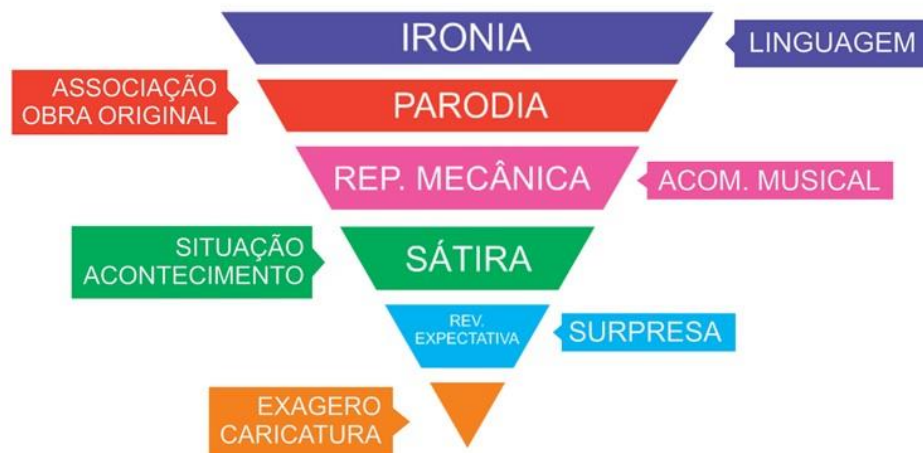 IRONIA
LINGUAGEM
ASSOCIAÇÃO
OBRA ORIGINAL
PARODIA
REP. MECÂNICA
ACOM. MUSICAL
SITUAÇÃO
ACONTECIMENTO
SÁTIRA
REV.
EXPECTATIVA
SURPRESA
EXAGERO
CARICATURA